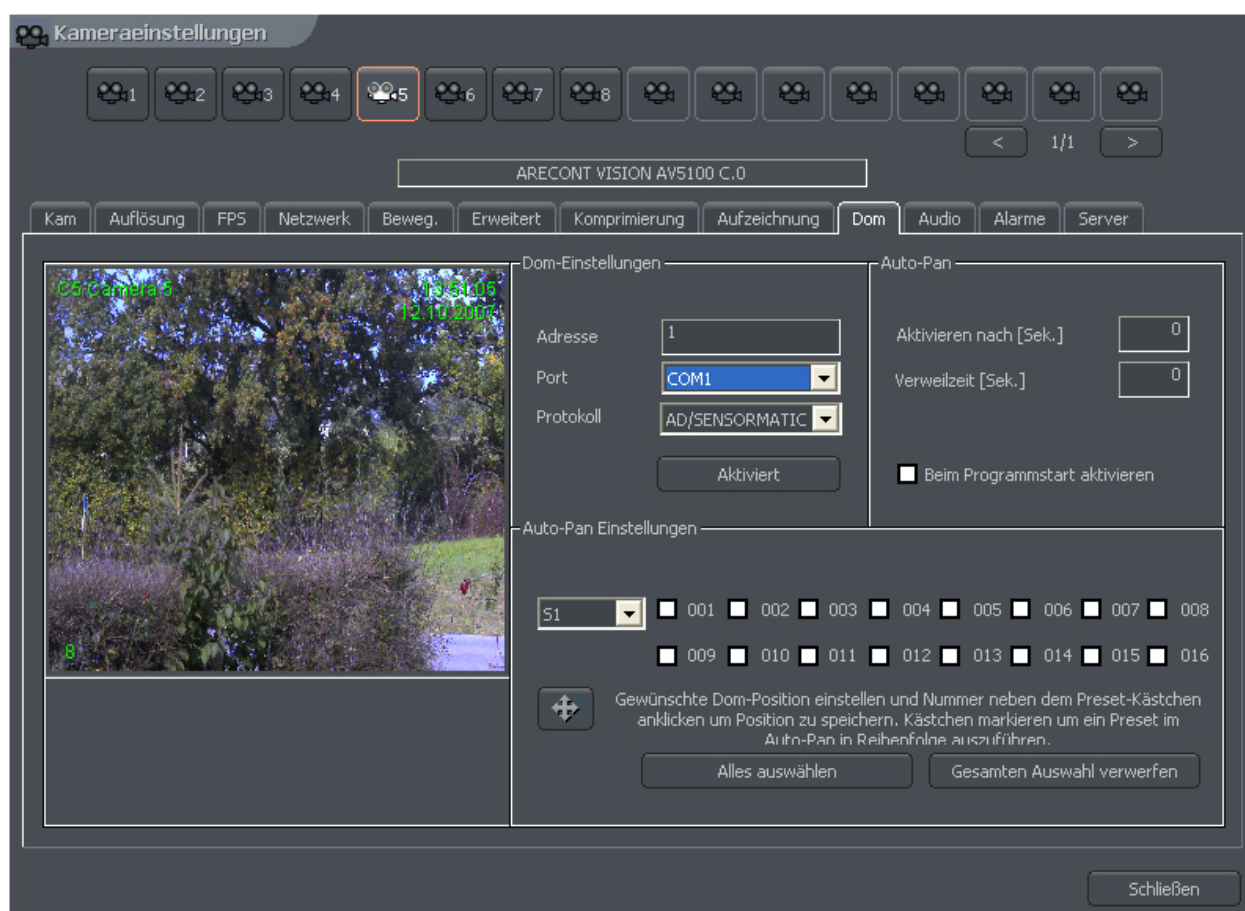 Kameraeinstellungen
1 2 3 4 5 6 7 8
< 1/1 >
ARECONT VISION AV5100 C.0
Kam Auflösung FPS Netzwerk Beweg. Erweitert Komprimierung Aufzeichnung Dom Audio Alarme Server
C5 Camera 5 13:51:05
12.10.2007
8
Dom-Einstellungen
Adresse 1
Port COM1
Protokoll AD/SENSORMATIC
Aktiviert
Auto-Pan
Aktivieren nach [Sek.] 0
Verweilzeit [Sek.] 0
Beim Programmstart aktivieren
Auto-Pan Einstellungen
S1 001 002 003 004 005 006 007 008
009 010 011 012 013 014 015 016
Gewünschte Dom-Position einstellen und Nummer neben dem Preset-Kästchen
anklicken um Position zu speichern. Kästchen markieren um ein Preset im
Auto-Pan in Reihenfolge auszuführen.
Alles auswählen Gesamten Auswahl verwerfen
Schließen